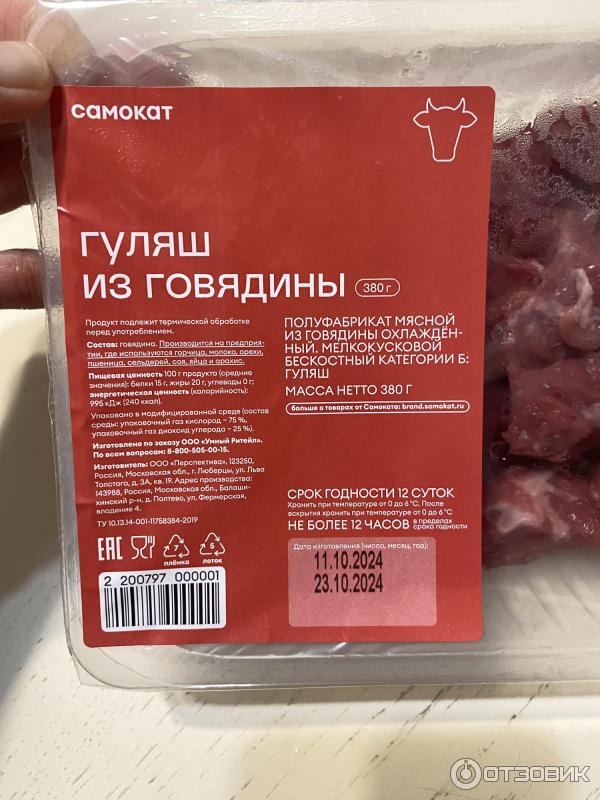 самокат
ГУЛЯШ
ИЗ ГОВЯДИНЫ 380 г
Продукт подлежит термической обработке
перед употреблением.
Состав: говядина. Произведится на предприя-
тии, где используются горчица, молоко, орехи,
пшеница, сельдерей, соя, яйца и арахис.
Пищевая ценность 100 г продукта (средние
значения): белки 15 г, жиры 20 г, углеводы 0 г;
энергетическая ценность (калорийность):
995 кДж (240 ккал).
Упаковано в модифицированной среде (состав
среды: упаковочный газ кислород – 75 %,
упаковочный газ диоксид углерода – 25 %).
Изготовлено по заказу ООО «Умный Ритейл».
По всем вопросам: 8-800-505-00-15.
Изготовитель: ООО «Перспектива», 123250,
Россия, Московская обл., г. Люберцы, ул. Льва
Толстого, д. 3А, кв. 19. Адрес производства:
143988, Россия, Московская обл., Балаши-
хинский р-н, д. Полтево, ул. Фермерская,
владение 4.
ТУ 10.13.14-001-11758384-2019
EAC
7
плёнка
5
лоток
2 200797 000001
ПОЛУФАБРИКАТ МЯСНОЙ
ИЗ ГОВЯДИНЫ ОХЛАЖДЁН-
НЫЙ. МЕЛКОКУСКОВОЙ
БЕСКОСТНЫЙ КАТЕГОРИИ Б:
ГУЛЯШ
МАССА НЕТТО 380 Г
больше о товарах от Самоката: brand.samokat.ru
СРОК ГОДНОСТИ 12 СУТОК
Хранить при температуре от 0 до 6 °С. После
вскрытия хранить при температуре от 0 до 6 °С
НЕ БОЛЕЕ 12 ЧАСОВ в пределах
срока годности
Дата изготовления (число, месяц, год):
11.10.2024
23.10.2024
ОТЗОВИК